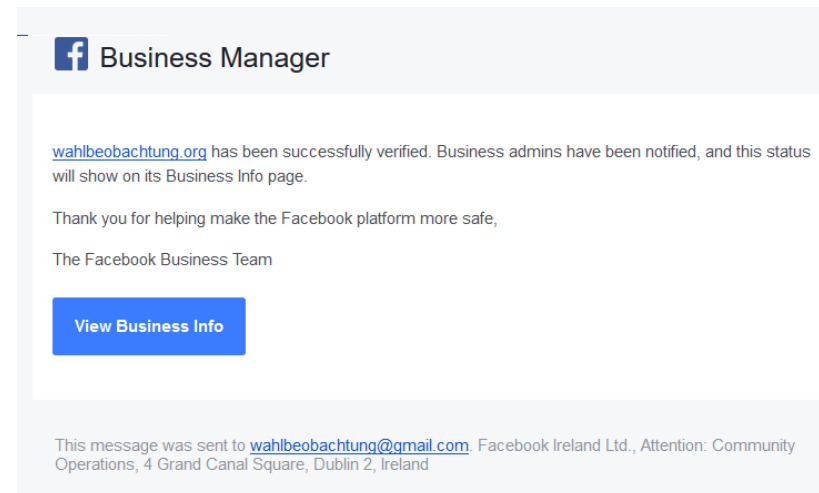 f Business Manager
wahlbeobachtung.org has been successfully verified. Business admins have been notified, and this status
will show on its Business Info page.
Thank you for helping make the Facebook platform more safe,
The Facebook Business Team
View Business Info
This message was sent to wahlbeobachtung@gmail.com. Facebook Ireland Ltd., Attention: Community
Operations, 4 Grand Canal Square, Dublin 2, Ireland